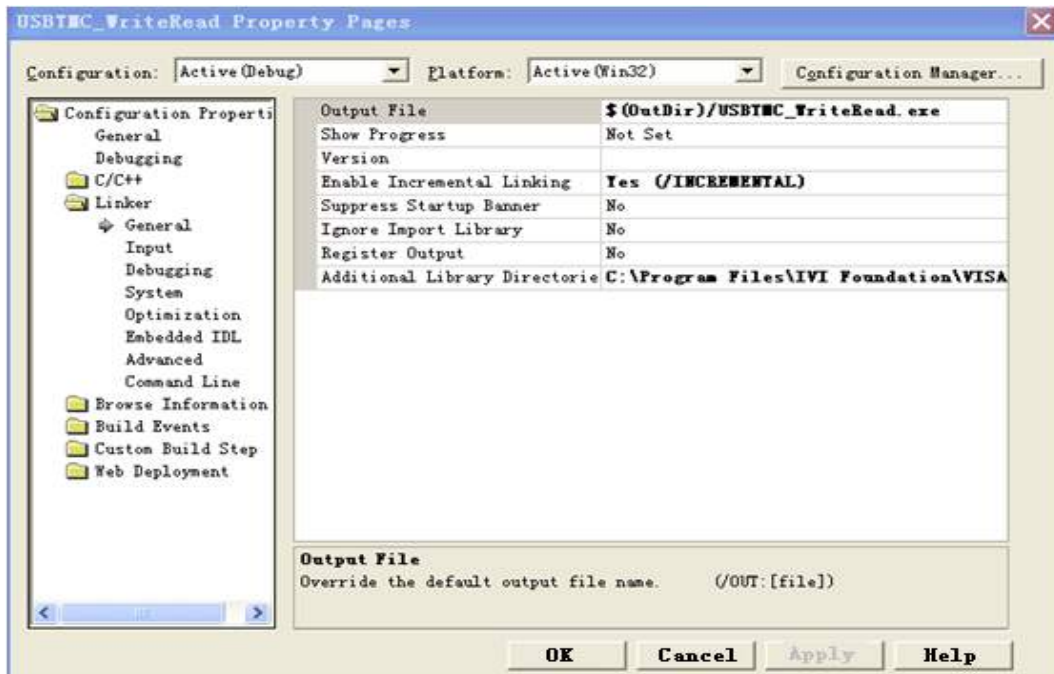 USBTMC_WriteRead Property Pages
Configuration: Active(Debug) Platform: Active(Win32) Configuration Manager...
Configuration Properti
General
Debugging
C/C++
Linker
General
Input
Debugging
System
Optimization
Embedded IDL
Advanced
Command Line
Browse Information
Build Events
Custom Build Step
Web Deployment
Output File $(OutDir)/USBTMC_WriteRead.exe
Show Progress Not Set
Version
Enable Incremental Linking Yes (/INCREMENTAL)
Suppress Startup Banner No
Ignore Import Library No
Register Output No
Additional Library Directorie C:\Program Files\IVI Foundation\VISA
Output File
Override the default output file name. (/OUT:[file])
OK Cancel Apply Help